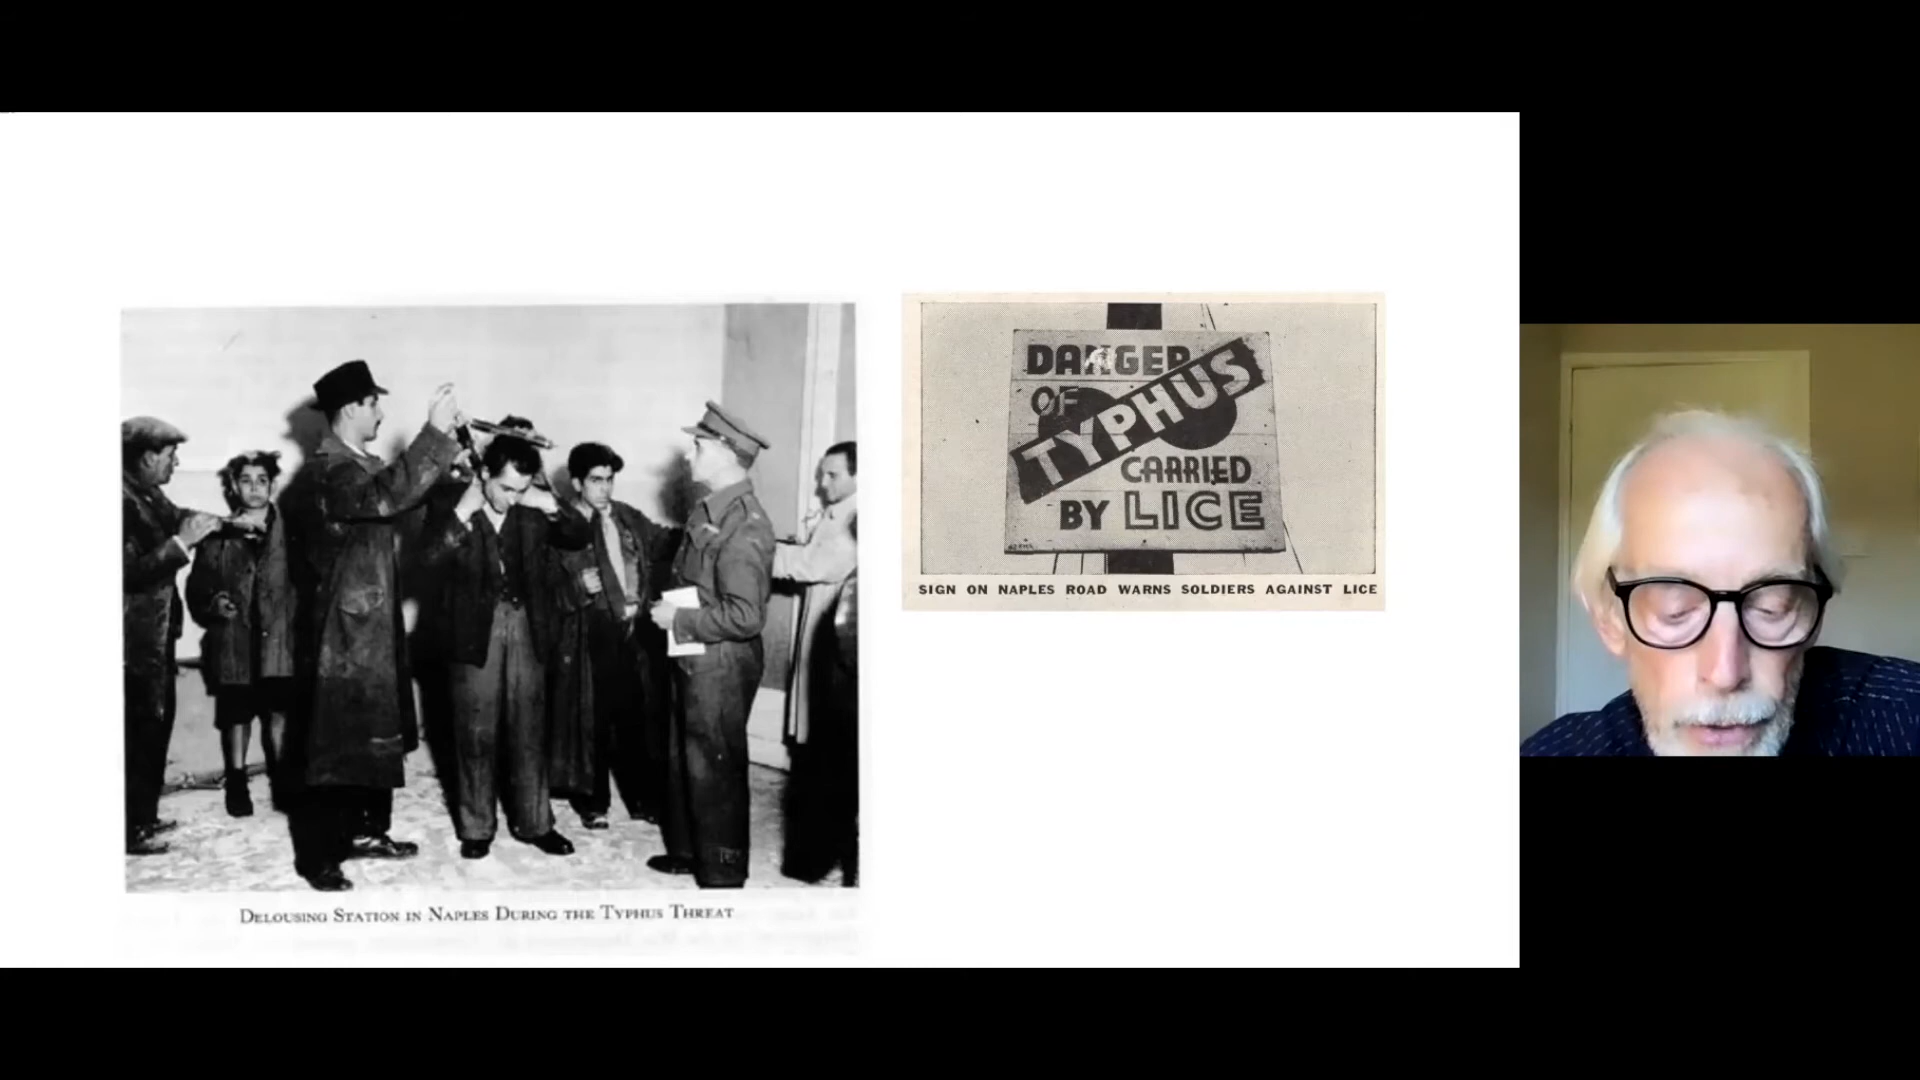 DANGER
OF
TYPHUS
CARRIED
BY LICE
SIGN ON NAPLES ROAD WARNS SOLDIERS AGAINST LICE
DELOUSING STATION IN NAPLES DURING THE TYPHUS THREAT